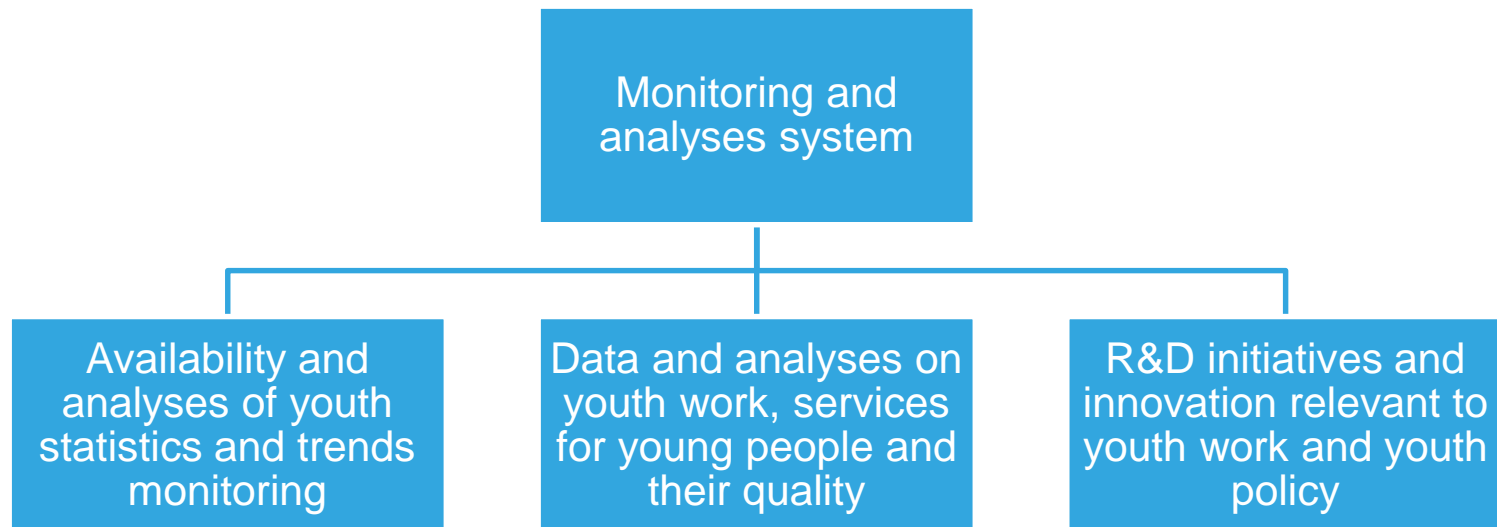 Monitoring and
analyses system
Availability and
analyses of youth
statistics and trends
monitoring
Data and analyses on
youth work, services
for young people and
their quality
R&D initiatives and
innovation relevant to
youth work and youth
policy